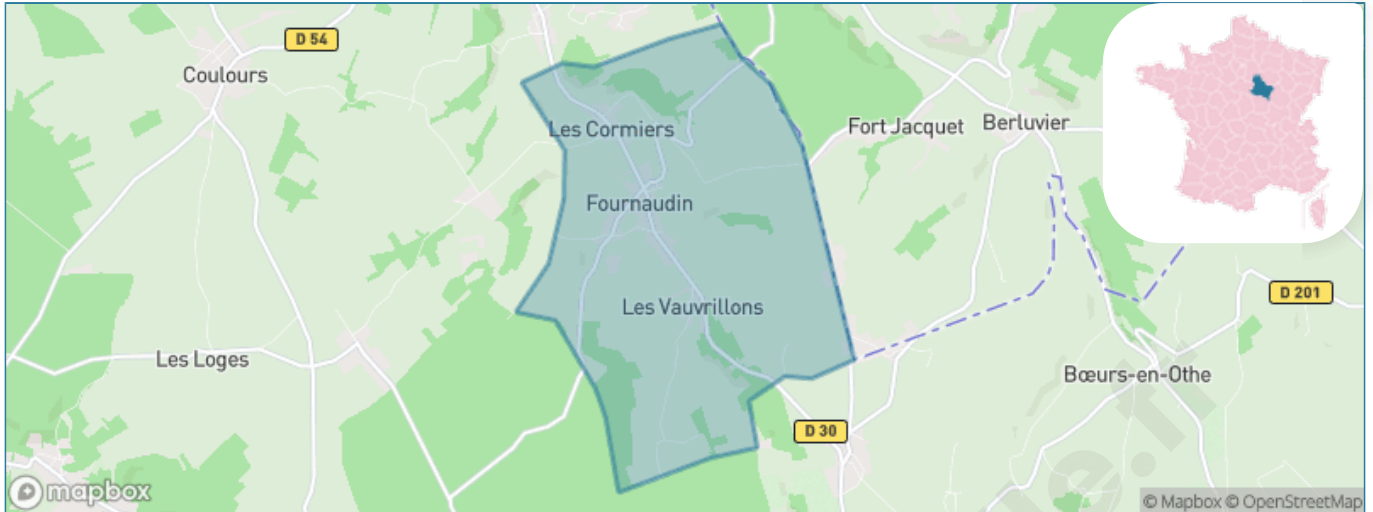 D 54
Coulours
Les Cormiers
Fort Jacquet
Berluvier
Fournaudin
Les Vauvrillons
D 201
Les Loges
Bœurs-en-Othe
D 30
mapbox
© Mapbox © OpenStreetMap